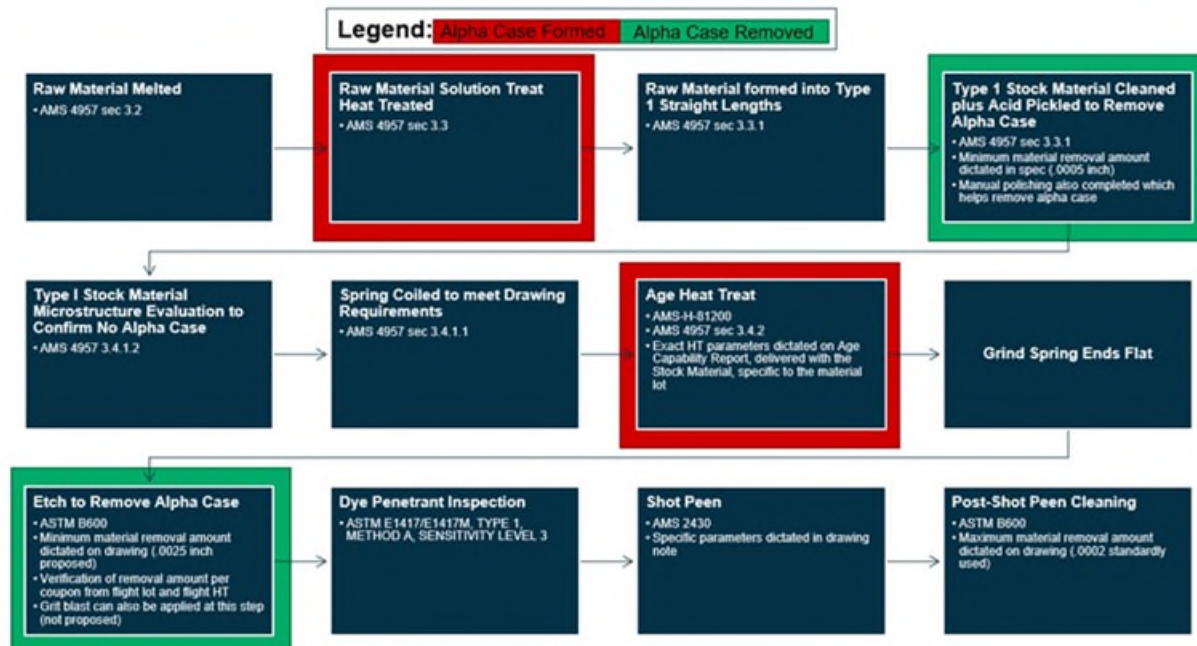 Legend: Alpha Case Formed Alpha Case Removed
Raw Material Melted
• AMS 4957 sec 3.2
Raw Material Solution Treat
Heat Treated
• AMS 4957 sec 3.3
Raw Material formed into Type
1 Straight Lengths
• AMS 4957 sec 3.3.1
Type 1 Stock Material Cleaned
plus Acid Pickled to Remove
Alpha Case
• AMS 4957 sec 3.3.1
• Minimum material removal amount
dictated in spec (.0005 inch)
• Manual polishing also completed which
helps remove alpha case
Type I Stock Material
Microstructure Evaluation to
Confirm No Alpha Case
• AMS 4957 3.4.1.2
Spring Coiled to meet Drawing
Requirements
• AMS 4957 sec 3.4.1.1
Age Heat Treat
• AMS-H-81200
• AMS 4957 sec 3.4.2
• Exact HT parameters dictated on Age
Capability Report, delivered with the
Stock Material, specific to the material
lot
Grind Spring Ends Flat
Etch to Remove Alpha Case
• ASTM B600
• Minimum material removal amount
dictated on drawing (.0025 inch
proposed)
• Verification of removal amount per
coupon from flight lot and flight HT
• Grit blast can also be applied at this step
(not proposed)
Dye Penetrant Inspection
• ASTM E1417/E1417M, TYPE 1,
METHOD A, SENSITIVITY LEVEL 3
Shot Peen
• AMS 2430
• Specific parameters dictated in drawing
note
Post-Shot Peen Cleaning
• ASTM B600
• Maximum material removal amount
dictated on drawing (.0002 standardly
used)